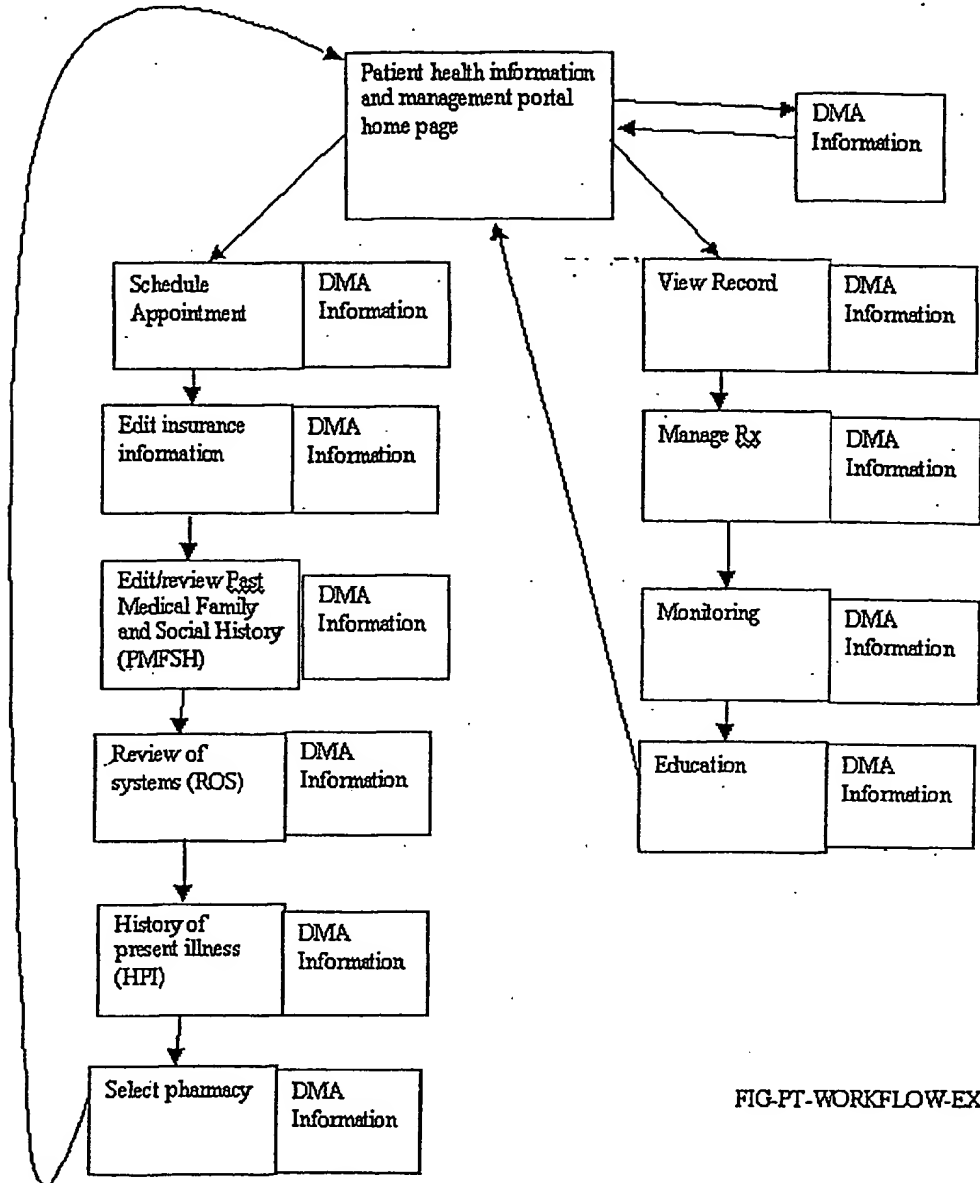 Patient health information
and management portal
home page
DMA
Information
Schedule
Appointment
DMA
Information
View Record
DMA
Information
Edit insurance
information
DMA
Information
Manage Rx
DMA
Information
Edit/review Past
Medical Family
and Social History
(PMFSH)
DMA
Information
Monitoring
DMA
Information
Review of
systems (ROS)
DMA
Information
Education
DMA
Information
History of
present illness
(HPI)
DMA
Information
Select pharmacy
DMA
Information
FIG-PT-WORKFLOW-EX